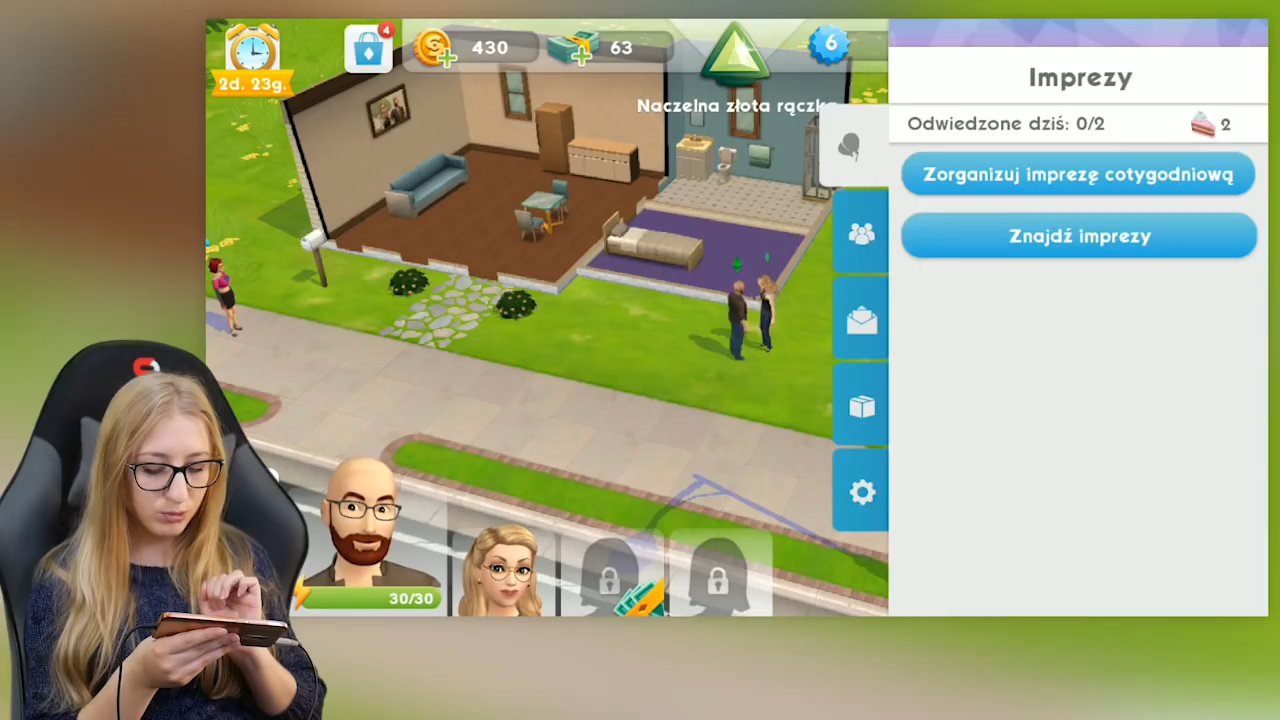 4
430
63
6
2d. 23g.
Naczelna złota rączka
Imprezy
Odwiedzone dziś: 0/2
2
Zorganizuj imprezę cotygodniową
Znajdź imprezy
30/30